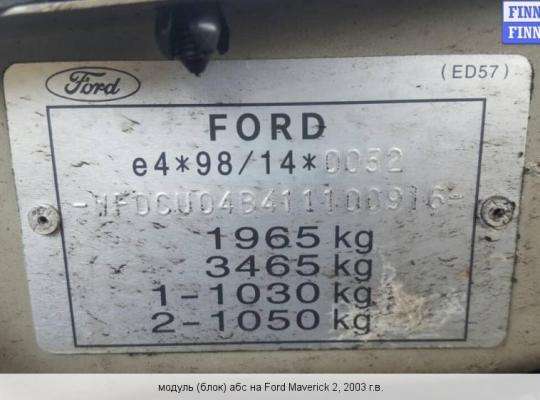 FINN
FINN
(ED57)
Ford
FORD
e4*98/14*0052
1965 kg
3465 kg
1-1030 kg
2-1050 kg
модуль (блок) абс на Ford Maverick 2, 2003 г.в.